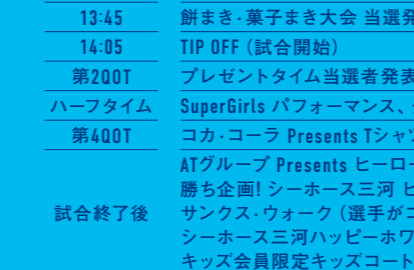 13:45 餅まき・菓子まき大会 当選発
14:05 TIP OFF（試合開始）
第2QOT プレゼントタイム当選者発表
ハーフタイム SuperGirls パフォーマンス、
第4QOT コカ・コーラ Presents Tシャツ
ATグループ Presents ヒーロー
勝ち企画! シーホース三河 ヒ
試合終了後 サンクス・ウォーク（選手がコ
シーホース三河ハッピーホワ
キッズ会員限定キッズコート